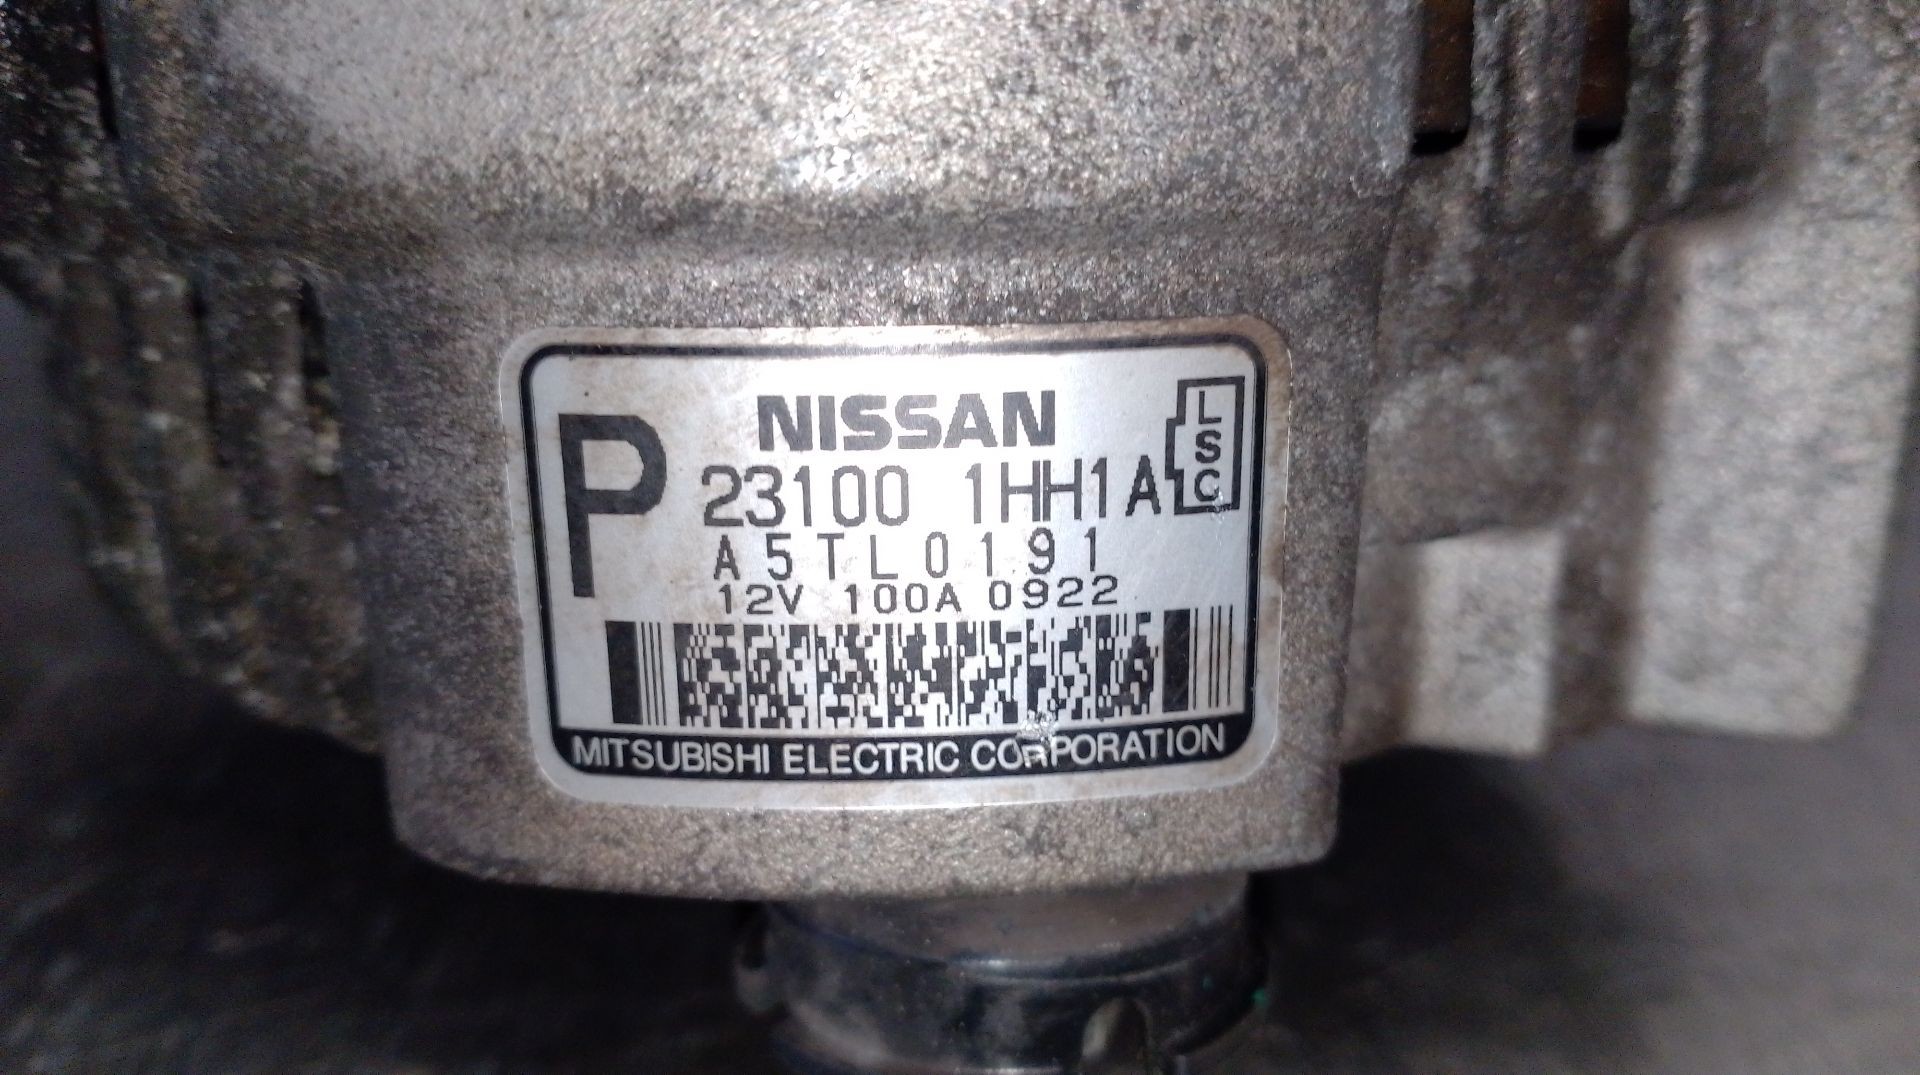 NISSAN
P
23100 1HH1A
LSC
A5TL0191
12V 100A 0922
MITSUBISHI ELECTRIC CORPORATION